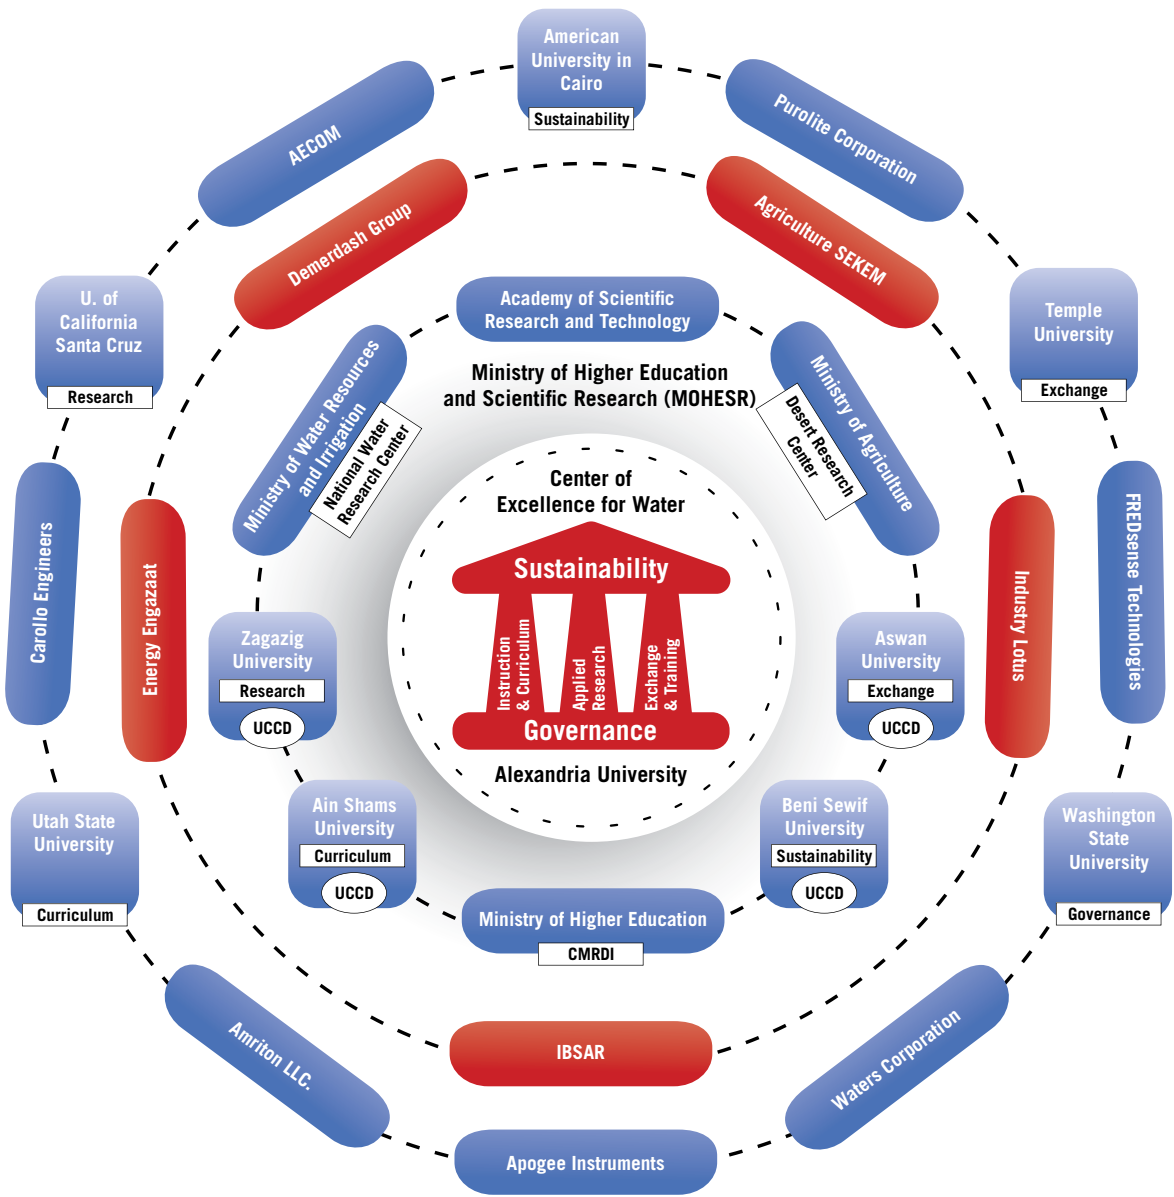 American
University in
Cairo
Sustainability
AECOM
Purolite Corporation
Demerdash Group
Agriculture SEKEM
U. of
California
Santa Cruz
Research
Academy of Scientific
Research and Technology
Temple
University
Exchange
Ministry of Water Resources
and Irrigation
National Water
Research Center
Ministry of Higher Education
and Scientific Research (MOHESR)
Ministry of Agriculture
Desert Research
Center
Center of
Excellence for Water
Sustainability
Instruction
& Curriculum
Applied
Research
Exchange
& Training
Governance
Alexandria University
Carollo Engineers
Energy Engazaat
Industry Lotus
FREDsense Technologies
Zagazig
University
Research
UCCD
Aswan
University
Exchange
UCCD
Ain Shams
University
Curriculum
UCCD
Beni Sewif
University
Sustainability
UCCD
Utah State
University
Curriculum
Washington
State
University
Governance
Ministry of Higher Education
CMRDI
IBSAR
Amriton LLC.
Waters Corporation
Apogee Instruments